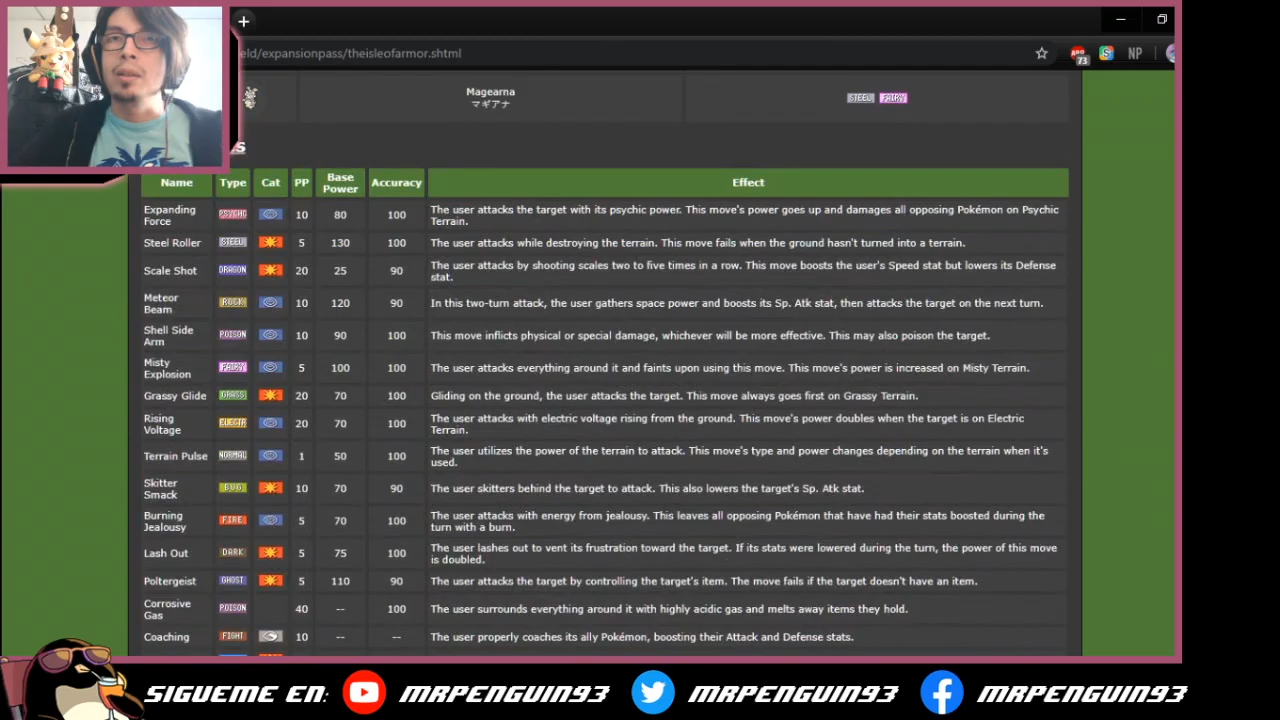 eld/expansionpass/theisleofarmor.shtml
73
S
NP
Magearna
マギアナ
STEEL FAIRY
s
Name Type Cat PP Base Power Accuracy Effect
Expanding Force PSYCHC 10 80 100 The user attacks the target with its psychic power. This move's power goes up and damages all opposing Pokémon on Psychic
Terrain.
Steel Roller STEEL 5 130 100 The user attacks while destroying the terrain. This move fails when the ground hasn't turned into a terrain.
Scale Shot DRAGON 20 25 90 The user attacks by shooting scales two to five times in a row. This move boosts the user's Speed stat but lowers its Defense
stat.
Meteor Beam ROCK 10 120 90 In this two-turn attack, the user gathers space power and boosts its Sp. Atk stat, then attacks the target on the next turn.
Shell Side Arm POISON 10 90 100 This move inflicts physical or special damage, whichever will be more effective. This may also poison the target.
Misty Explosion FAIRY 5 100 100 The user attacks everything around it and faints upon using this move. This move's power is increased on Misty Terrain.
Grassy Glide GRASS 20 70 100 Gliding on the ground, the user attacks the target. This move always goes first on Grassy Terrain.
Rising Voltage ELECTR 20 70 100 The user attacks with electric voltage rising from the ground. This move's power doubles when the target is on Electric
Terrain.
Terrain Pulse NORMAL 1 50 100 The user utilizes the power of the terrain to attack. This move's type and power changes depending on the terrain when it's
used.
Skitter Smack BUG 10 70 90 The user skitters behind the target to attack. This also lowers the target's Sp. Atk stat.
Burning Jealousy FIRE 5 70 100 The user attacks with energy from jealousy. This leaves all opposing Pokémon that have had their stats boosted during the
turn with a burn.
Lash Out DARK 5 75 100 The user lashes out to vent its frustration toward the target. If its stats were lowered during the turn, the power of this move
is doubled.
Poltergeist GHOST 5 110 90 The user attacks the target by controlling the target's item. The move fails if the target doesn't have an item.
Corrosive Gas POISON 40 -- 100 The user surrounds everything around it with highly acidic gas and melts away items they hold.
Coaching FIGHT 10 -- -- The user properly coaches its ally Pokémon, boosting their Attack and Defense stats.
SIGUEME EN: MRPENGUIN93 MRPENGUIN93 MRPENGUIN93